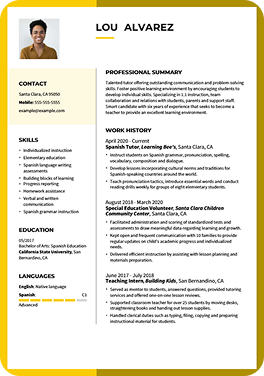 LOU ALVAREZ
CONTACT
Santa Clara, CA 95050
Mobile: 555-555-5555
example@example.com
SKILLS
Individualized instruction
Elementary education
Spanish language writing
assessments
Building blocks of learning
Progress reporting
Homework assistance
Verbal and written
communication
Spanish grammar instruction
EDUCATION
05/2017
Bachelor of Arts: Spanish Education
California State University, San
Bernardino, CA
LANGUAGES
English: Native language
Spanish C1
Advanced
PROFESSIONAL SUMMARY
Talented tutor offering outstanding communication and problem-solving
skills. Foster positive learning environment by encouraging students to
develop individual skills. Specializing in 1:1 instruction, team
collaboration and relations with students, parents and support staff.
Smart candidate with years of experience that seeks to become a
teacher to provide an excellent learning environment.
WORK HISTORY
April 2020 - Current
Spanish Tutor, Learning Bee's, Santa Clara, CA
Instruct students on Spanish grammar, pronunciation, spelling,
vocabulary, composition and dialogue.
Develop lessons incorporating cultural norms and traditions for
Spanish-speaking countries around the world.
Teach pronunciation tactics, introduce essential words and conduct
reading drills weekly for groups of eight elementary students.
August 2018 - March 2020
Special Education Volunteer, Santa Clara Children
Community Center, Santa Clara, CA
Facilitated administration and scoring of standardized tests and
assessments to draw meaningful data regarding learning and growth.
Kept open and frequent communication with 10 families to provide
regular updates on child's academic progress and individualized
needs.
Delivered efficient instruction by assisting with lesson planning and
material assessments.
June 2017 - July 2018
Teaching Intern, Building Kids, San Bernandino, CA
Served as mentor to students, answered questions, provided tutoring
services and offered one-on-one lesson reviews.
Supported classroom teacher for over 25 students by moving desks,
straightening books and handing out lesson supplies.
Handled clerical duties such as typing, filing, copying and preparing
instructional material for students.